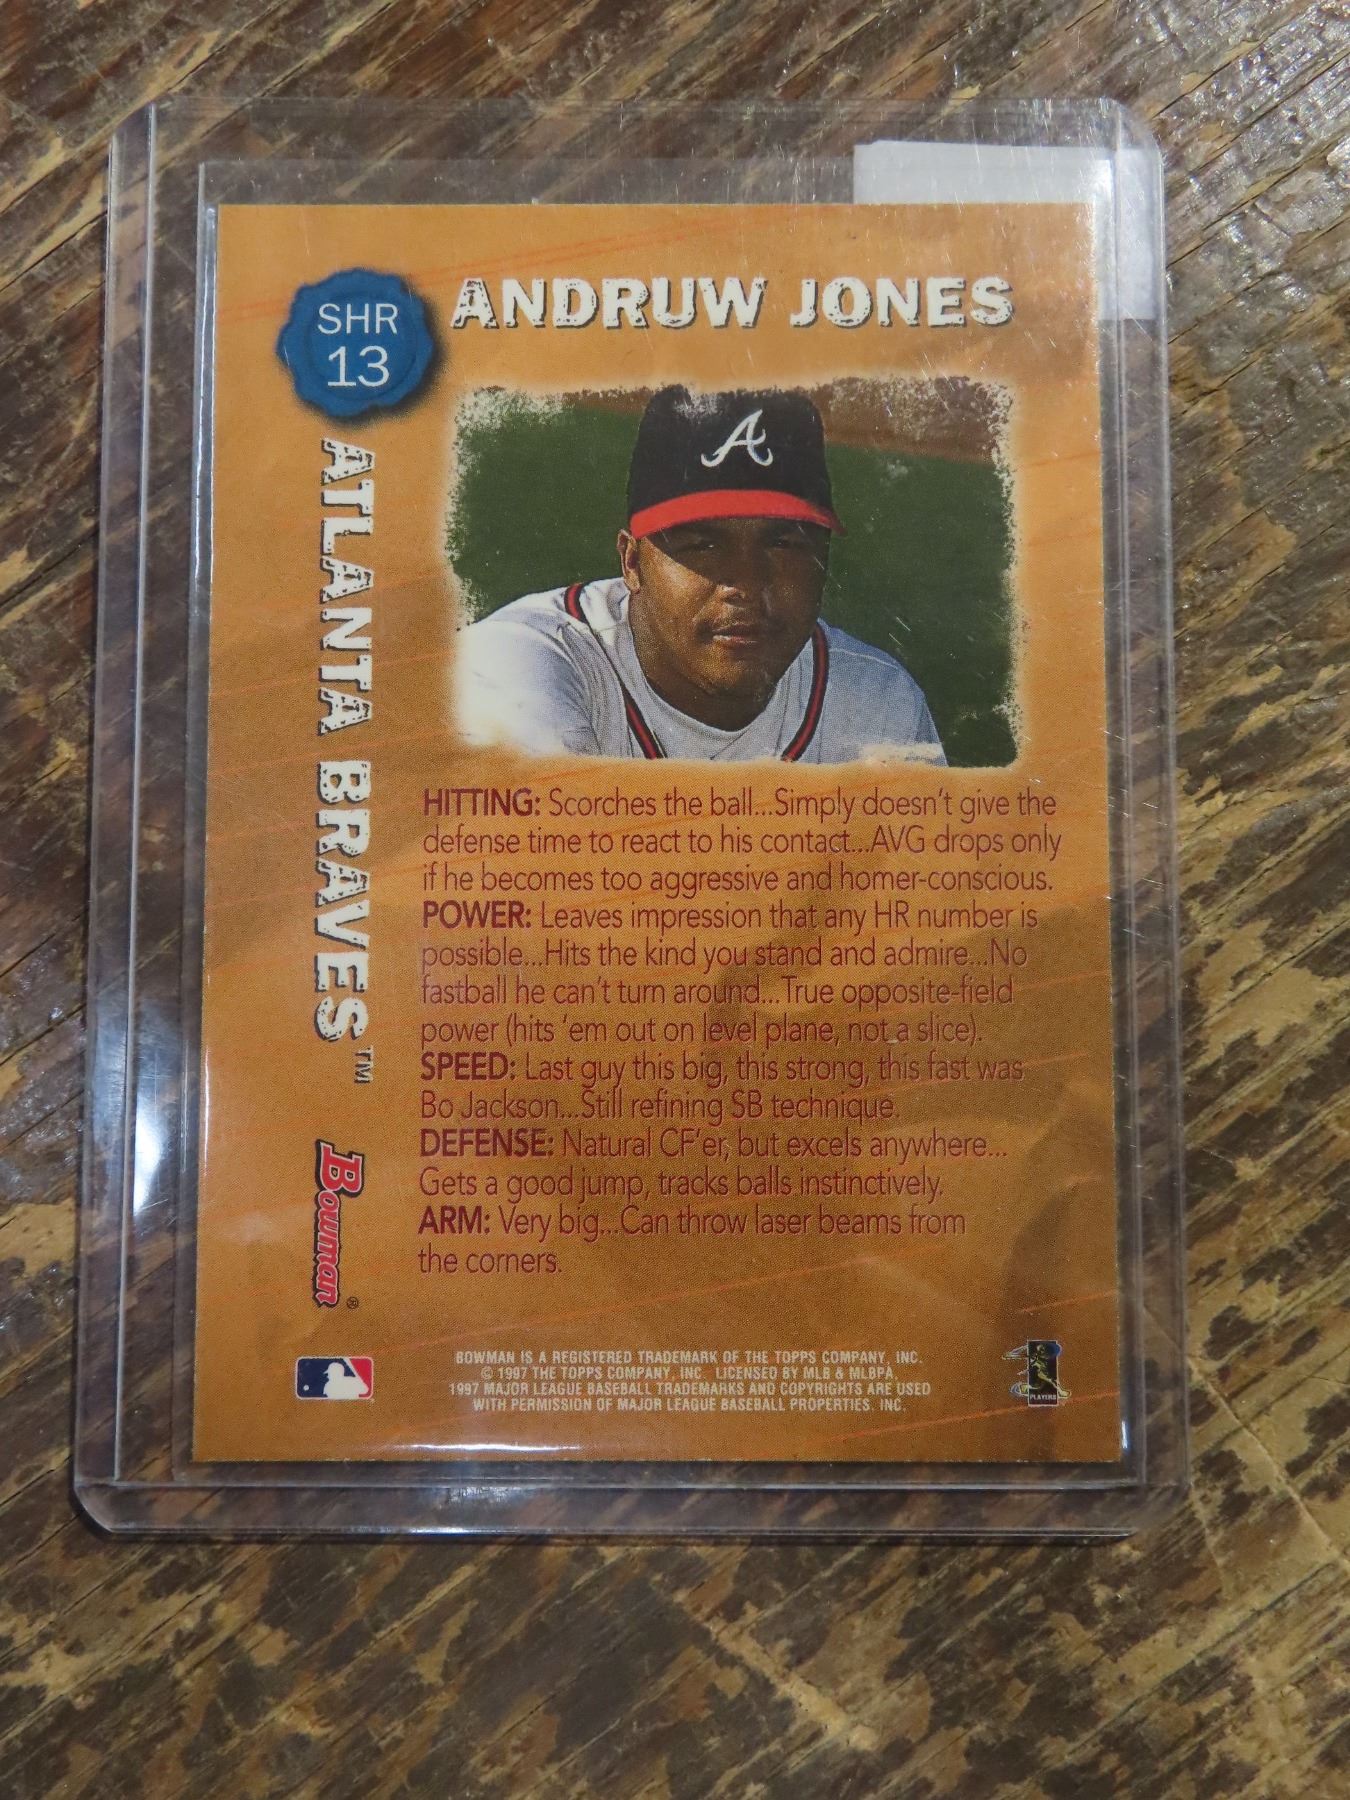 SHR
13
ANDRUW JONES
ATLANTA BRAVES™
Bowman®
A
HITTING: Scorches the ball...Simply doesn't give the
defense time to react to his contact...AVG drops only
if he becomes too aggressive and homer-conscious.
POWER: Leaves impression that any HR number is
possible...Hits the kind you stand and admire...No
fastball he can't turn around...True opposite-field
power (hits 'em out on level plane, not a slice).
SPEED: Last guy this big, this strong, this fast was
Bo Jackson...Still refining SB technique.
DEFENSE: Natural CF'er, but excels anywhere...
Gets a good jump, tracks balls instinctively.
ARM: Very big...Can throw laser beams from
the corners.
BOWMAN IS A REGISTERED TRADEMARK OF THE TOPPS COMPANY, INC.
© 1997 THE TOPPS COMPANY, INC. LICENSED BY MLB & MLBPA.
1997 MAJOR LEAGUE BASEBALL TRADEMARKS AND COPYRIGHTS ARE USED
WITH PERMISSION OF MAJOR LEAGUE BASEBALL PROPERTIES, INC.
PLAYERS